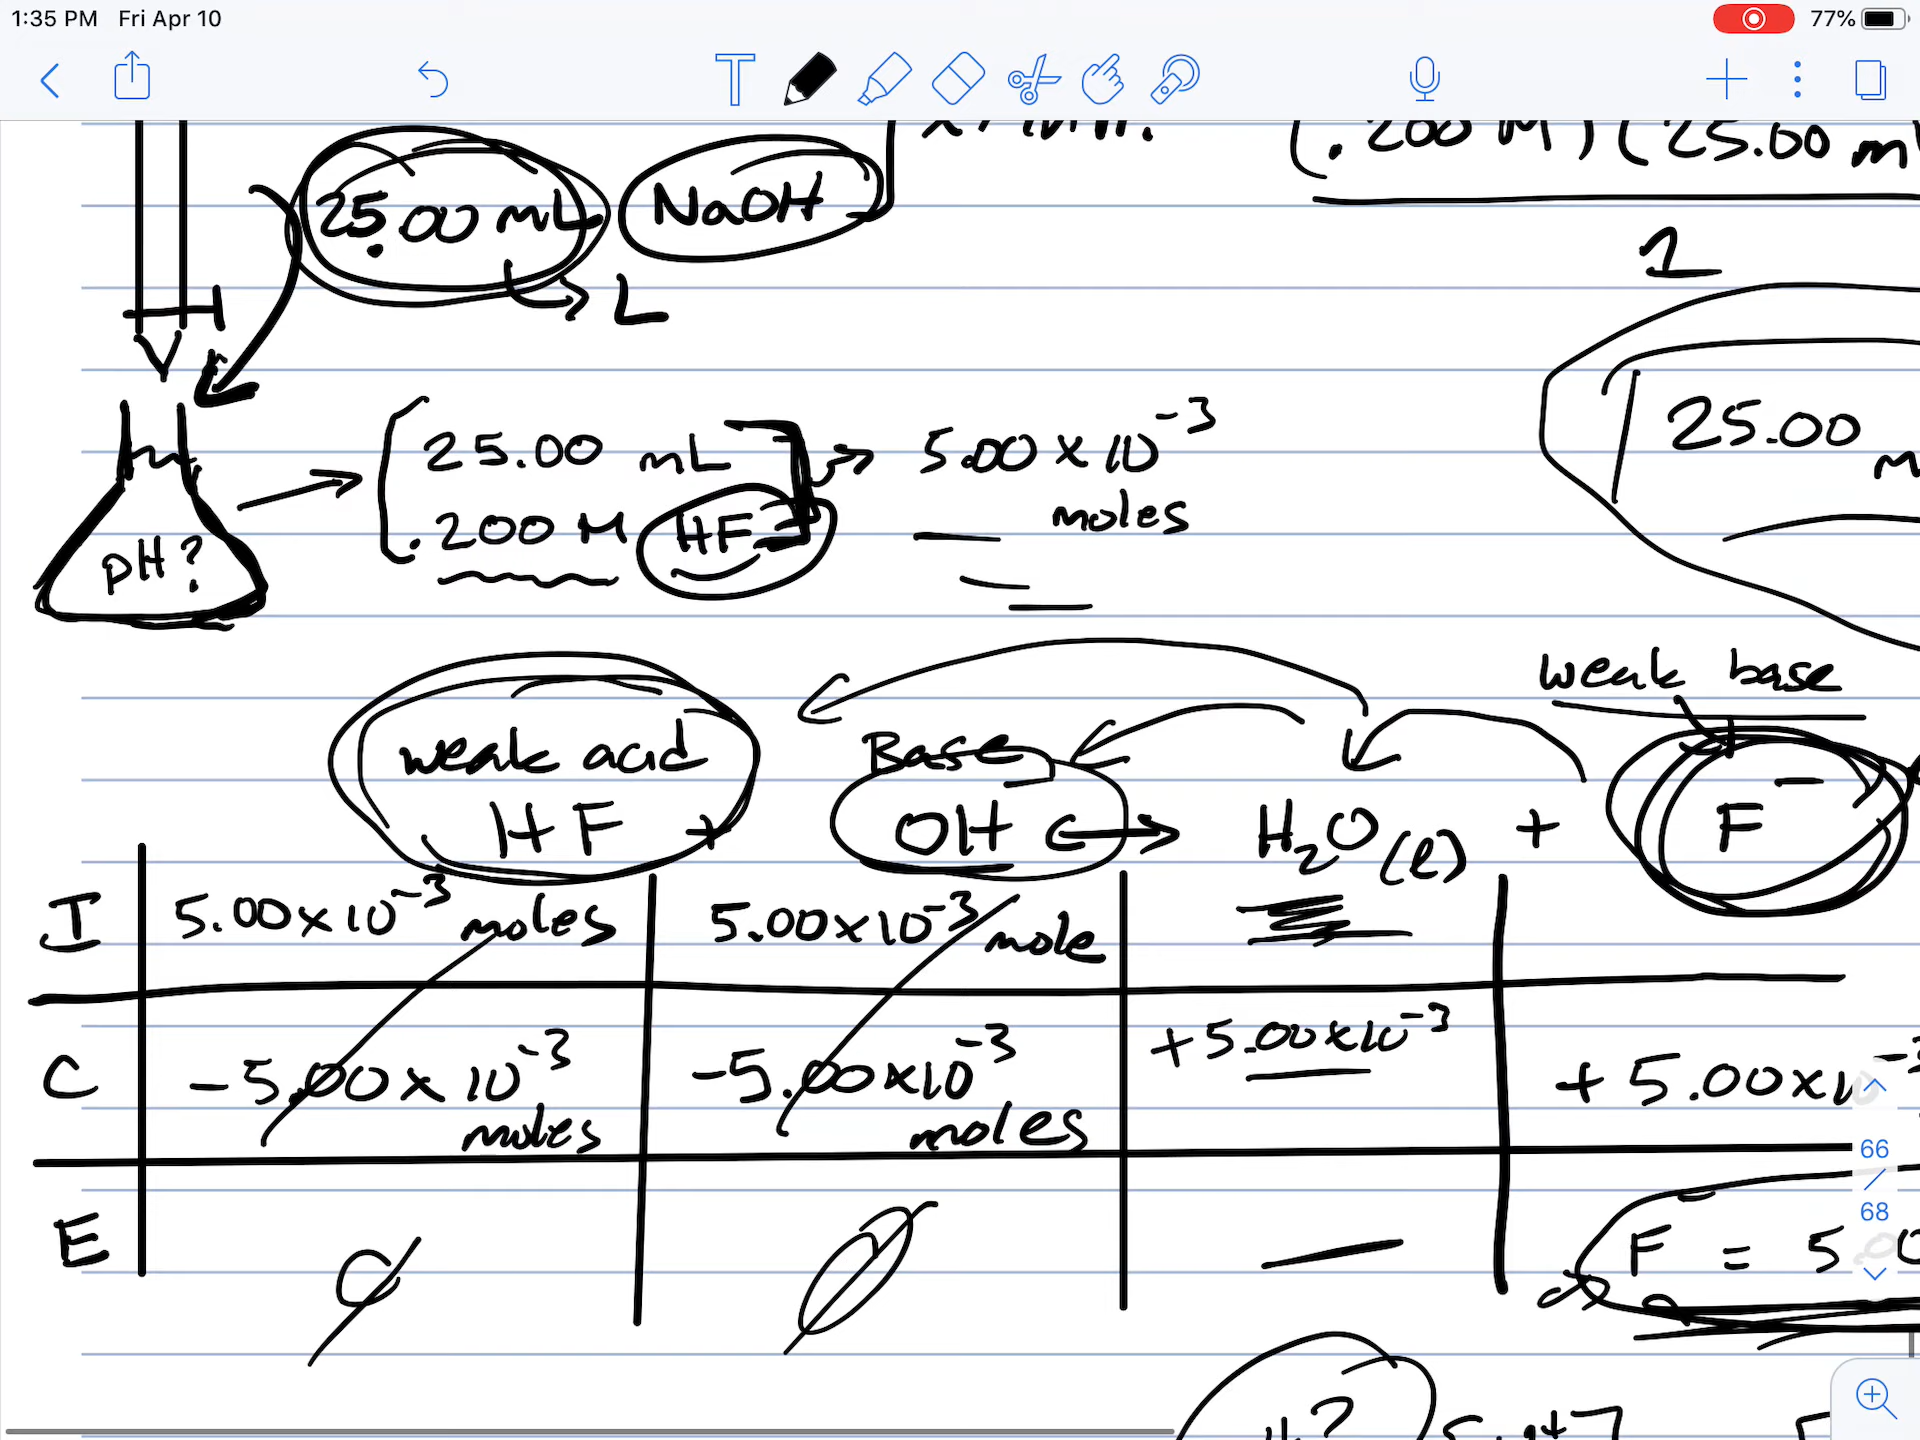 1:35 PM Fri Apr 10 77%
(.200 M) (25.00 m
25.00 mL NaOH
→ L
1
25.00 mL → 5.00 x 10⁻³
25.00
m
.200 M HF moles
pH?
weak base
weak acid Base
HF + OH → H₂O(l) + F⁻
I 5.00x10⁻³ moles 5.00x10⁻³ mole
C -5.00 x 10⁻³ moles -5.00x10⁻³ moles +5.00x10⁻³ + 5.00x10⁻³
E ∅ ∅ —
F⁻ = 5.0
66
/
68